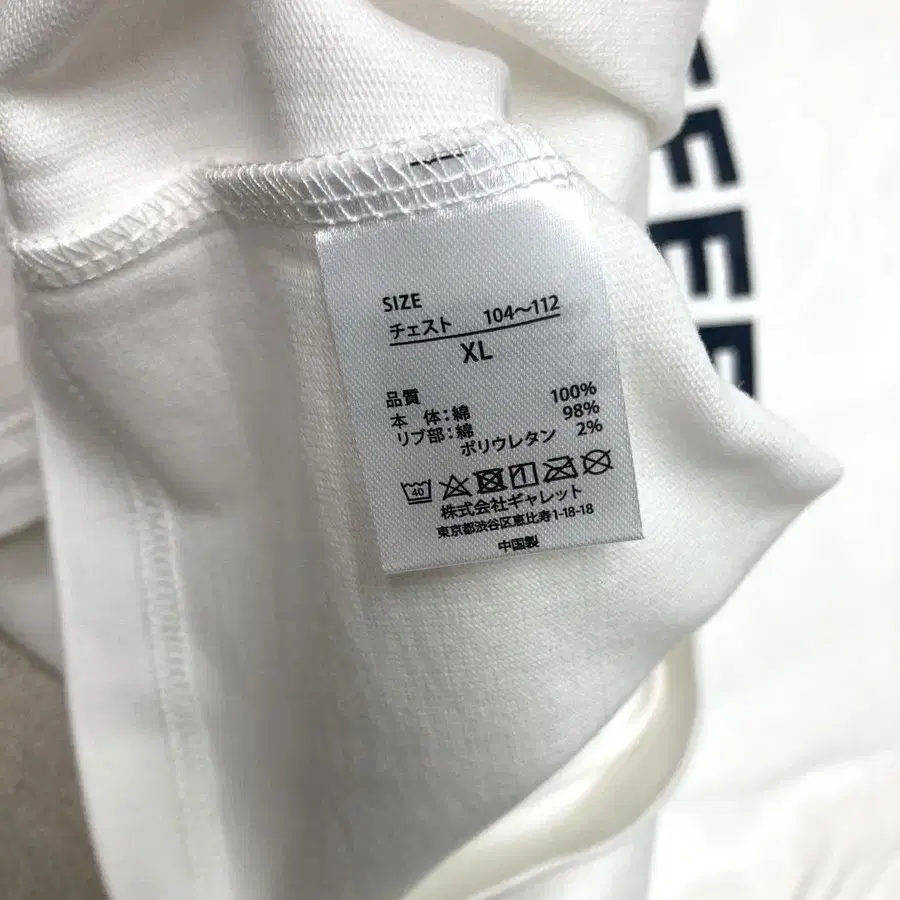 SIZE
チェスト 104〜112
XL
品質
本 体:綿 100%
リブ部:綿 98%
ポリウレタン 2%
40
株式会社ギャレット
東京都渋谷区恵比寿1-18-18
中国製